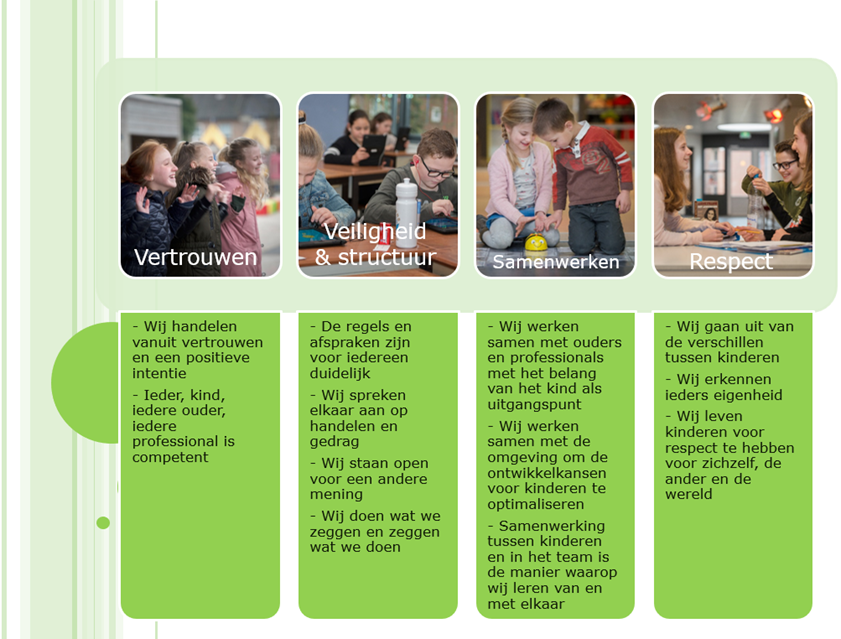 Vertrouwen
Veiligheid
& structuur
Samenwerken
Respect
- Wij handelen
vanuit vertrouwen
en een positieve
intentie
- Ieder, kind,
iedere ouder,
iedere
professional is
competent
- De regels en
afspraken zijn
voor iedereen
duidelijk
- Wij spreken
elkaar aan op
handelen en
gedrag
- Wij staan open
voor een andere
mening
- Wij doen wat we
zeggen en zeggen
wat we doen
- Wij werken
samen met ouders
en professionals
met het belang
van het kind als
uitgangspunt
- Wij werken
samen met de
omgeving om de
ontwikkelkansen
voor kinderen te
optimaliseren
- Samenwerking
tussen kinderen
en in het team is
de manier waarop
wij leren van en
met elkaar
- Wij gaan uit van
de verschillen
tussen kinderen
- Wij erkennen
ieders eigenheid
- Wij leven
kinderen voor
respect te hebben
voor zichzelf, de
ander en de
wereld